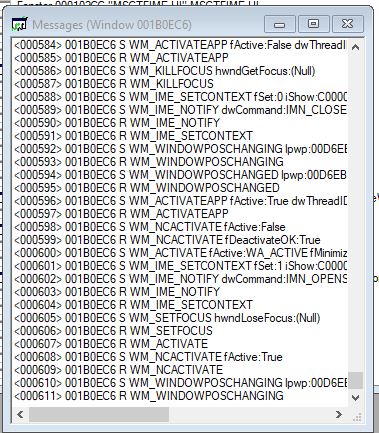 Messages (Window 001B0EC6)
<000584> 001B0EC6 S WM_ACTIVATEAPP fActive:False dwThreadI
<000585> 001B0EC6 R WM_ACTIVATEAPP
<000586> 001B0EC6 S WM_KILLFOCUS hwndGetFocus:(Null)
<000587> 001B0EC6 R WM_KILLFOCUS
<000588> 001B0EC6 S WM_IME_SETCONTEXT fSet:0 iShow:C0000
<000589> 001B0EC6 S WM_IME_NOTIFY dwCommand:IMN_CLOSE
<000590> 001B0EC6 R WM_IME_NOTIFY
<000591> 001B0EC6 R WM_IME_SETCONTEXT
<000592> 001B0EC6 S WM_WINDOWPOSCHANGING lpwp:00D6EB
<000593> 001B0EC6 R WM_WINDOWPOSCHANGING
<000594> 001B0EC6 S WM_WINDOWPOSCHANGED lpwp:00D6EE
<000595> 001B0EC6 R WM_WINDOWPOSCHANGED
<000596> 001B0EC6 S WM_ACTIVATEAPP fActive:True dwThreadID
<000597> 001B0EC6 R WM_ACTIVATEAPP
<000598> 001B0EC6 S WM_NCACTIVATE fActive:False
<000599> 001B0EC6 R WM_NCACTIVATE fDeactivateOK:True
<000600> 001B0EC6 S WM_ACTIVATE fActive:WA_ACTIVE fMinimiz
<000601> 001B0EC6 S WM_IME_SETCONTEXT fSet:1 iShow:C0000
<000602> 001B0EC6 S WM_IME_NOTIFY dwCommand:IMN_OPENS
<000603> 001B0EC6 R WM_IME_NOTIFY
<000604> 001B0EC6 R WM_IME_SETCONTEXT
<000605> 001B0EC6 S WM_SETFOCUS hwndLoseFocus:(Null)
<000606> 001B0EC6 R WM_SETFOCUS
<000607> 001B0EC6 R WM_ACTIVATE
<000608> 001B0EC6 S WM_NCACTIVATE fActive:True
<000609> 001B0EC6 R WM_NCACTIVATE
<000610> 001B0EC6 S WM_WINDOWPOSCHANGING lpwp:00D6EB
<000611> 001B0EC6 R WM_WINDOWPOSCHANGING